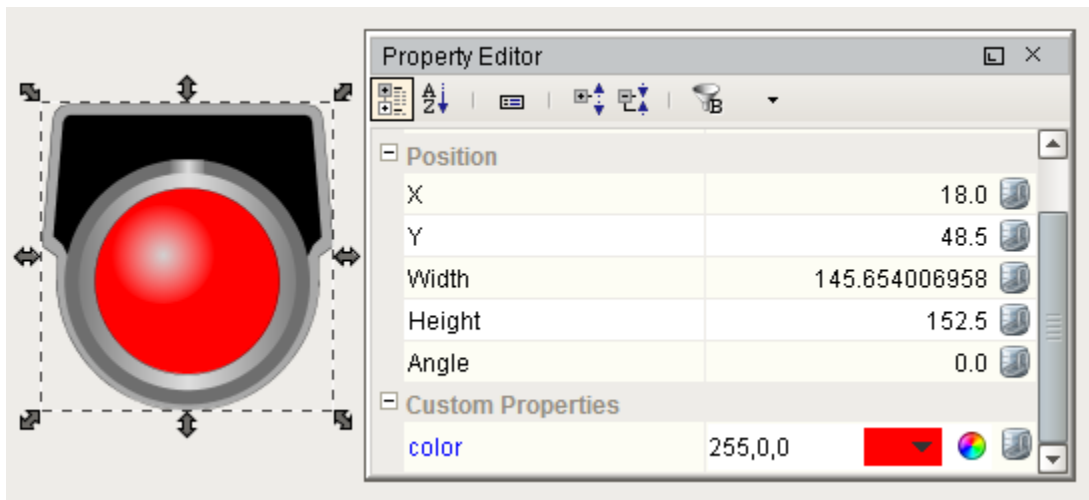 Property Editor
A Z
B
Position
X 18.0
Y 48.5
Width 145.654006958
Height 152.5
Angle 0.0
Custom Properties
color 255,0,0